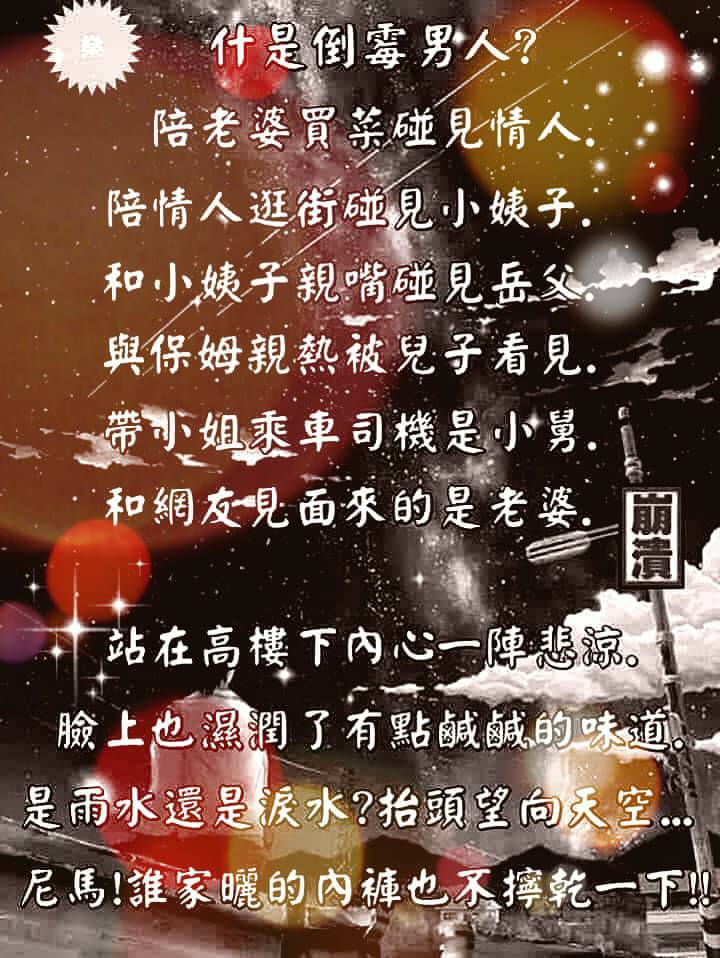 什是倒霉男人?
陪老婆買菜碰見情人.
陪情人逛街碰見小姨子.
和小姨子親嘴碰見岳父.
與保姆親熱被兒子看見.
帶小姐乘車司機是小舅.
和網友見面來的是老婆.
崩潰
站在高樓下內心一陣悲涼.
臉上也濕潤了有點鹹鹹的味道.
是雨水還是淚水?抬頭望向天空...
尼馬!誰家曬的內褲也不擰乾一下!!